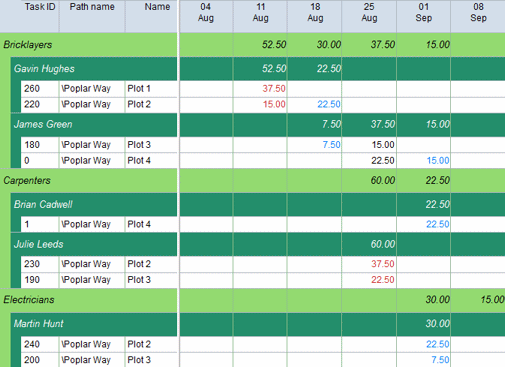 Task ID Path name Name 04 Aug 11 Aug 18 Aug 25 Aug 01 Sep 08 Sep
Bricklayers 52.50 30.00 37.50 15.00
Gavin Hughes 52.50 22.50
260 \Poplar Way Plot 1 37.50
220 \Poplar Way Plot 2 15.00 22.50
James Green 7.50 37.50 15.00
180 \Poplar Way Plot 3 7.50 15.00
0 \Poplar Way Plot 4 22.50 15.00
Carpenters 60.00 22.50
Brian Cadwell 22.50
1 \Poplar Way Plot 4 22.50
Julie Leeds 60.00
230 \Poplar Way Plot 2 37.50
190 \Poplar Way Plot 3 22.50
Electricians 30.00 15.00
Martin Hunt 30.00
240 \Poplar Way Plot 2 22.50
200 \Poplar Way Plot 3 7.50